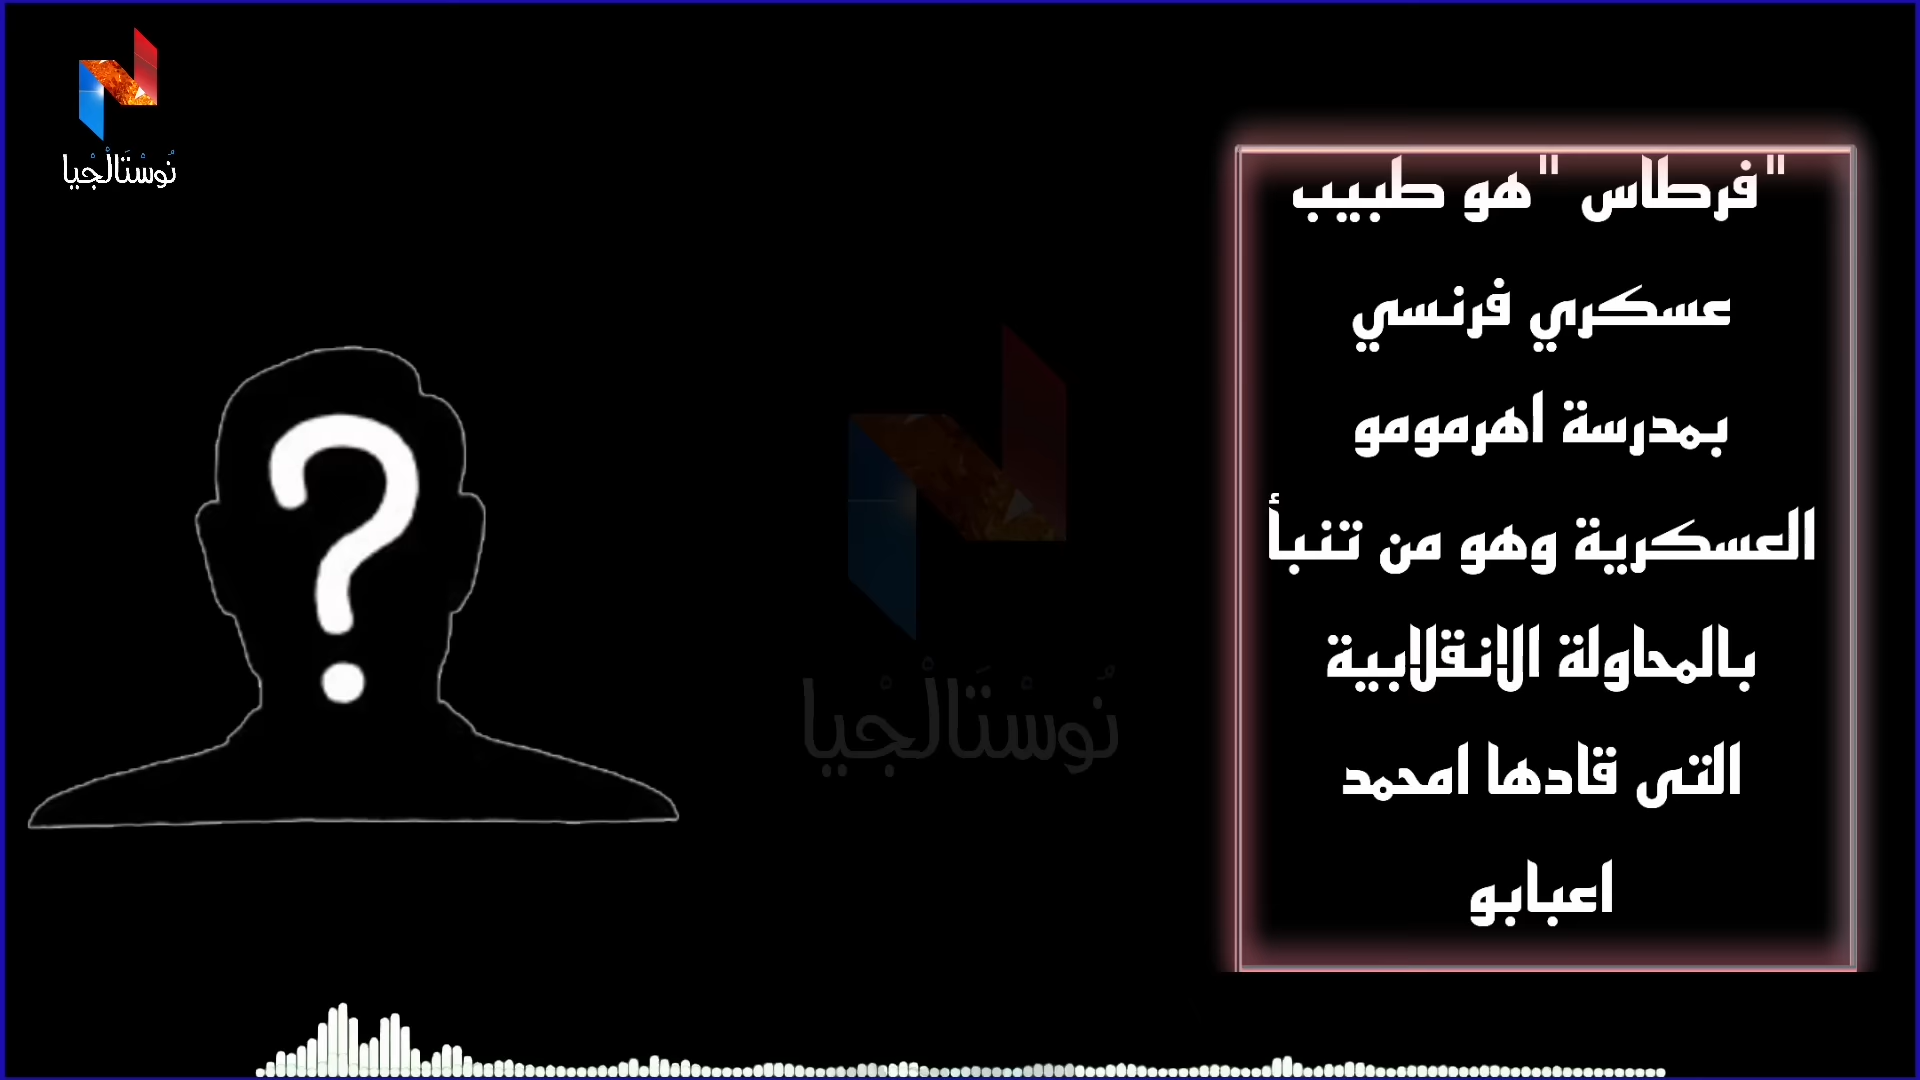 نُوسْتَالْجْيا
"فرطاس "هو طبيب
عسكري فرنسي
بمدرسة اهرمومو
العسكرية وهو من تنبأ
بالمحاولة الانقلابية
التى قادها امحمد
اعبابو
نُوسْتَالْجْيا